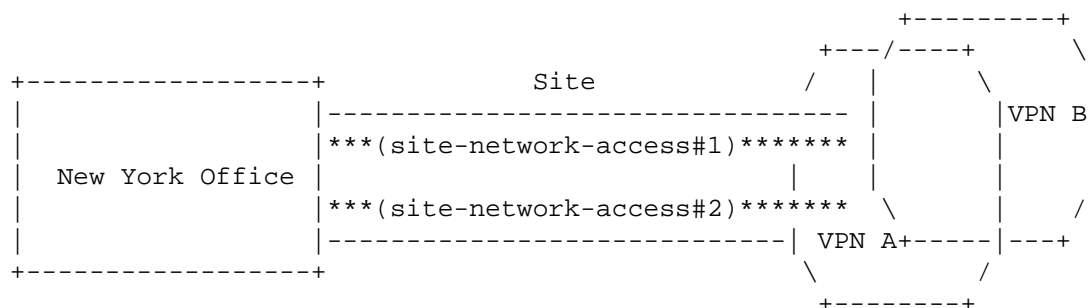 +---------+
                                                    +---/----+      \
+------------------+             Site              /   |      \
|                  |--------------------------------- |       |VPN B
|                  |***(site-network-access#1)******* |       |
|  New York Office |                             |    |       |
|                  |***(site-network-access#2)*******  \      |    /
|                  |-----------------------------| VPN A+-----|---+
+------------------+                              \          /
                                                    +--------+